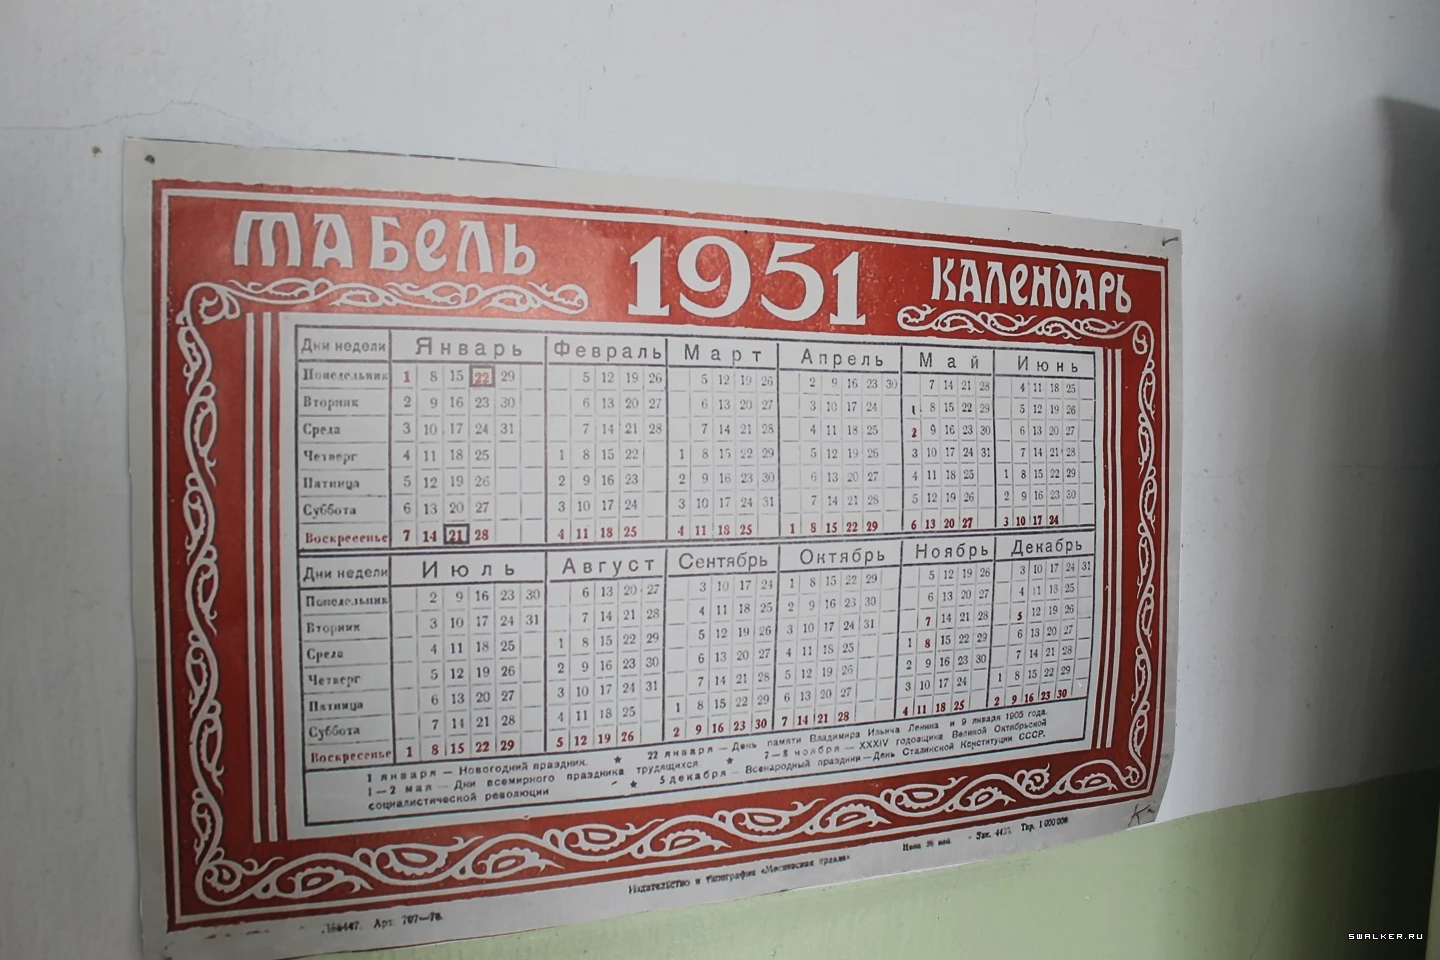 ТАБЕЛЬ 1951 КАЛЕНДАРЬ
Дни недели Январь Февраль Март Апрель Май Июнь
Понедельник 1 8 15 22 29 5 12 19 26 5 12 19 26 2 9 16 23 30 7 14 21 28 4 11 18 25
Вторник 2 9 16 23 30 6 13 20 27 6 13 20 27 3 10 17 24 1 8 15 22 29 5 12 19 26
Среда 3 10 17 24 31 7 14 21 28 7 14 21 28 4 11 18 25 2 9 16 23 30 6 13 20 27
Четверг 4 11 18 25 1 8 15 22 1 8 15 22 29 5 12 19 26 3 10 17 24 31 7 14 21 28
Пятница 5 12 19 26 2 9 16 23 2 9 16 23 30 6 13 20 27 4 11 18 25 1 8 15 22 29
Суббота 6 13 20 27 3 10 17 24 3 10 17 24 31 7 14 21 28 5 12 19 26 2 9 16 23 30
Воскресенье 7 14 21 28 4 11 18 25 4 11 18 25 1 8 15 22 29 6 13 20 27 3 10 17 24
Дни недели Июль Август Сентябрь Октябрь Ноябрь Декабрь
Понедельник 2 9 16 23 30 6 13 20 27 3 10 17 24 1 8 15 22 29 5 12 19 26 3 10 17 24 31
Вторник 3 10 17 24 31 7 14 21 28 4 11 18 25 2 9 16 23 30 6 13 20 27 4 11 18 25
Среда 4 11 18 25 1 8 15 22 29 5 12 19 26 3 10 17 24 31 7 14 21 28 5 12 19 26
Четверг 5 12 19 26 2 9 16 23 30 6 13 20 27 4 11 18 25 1 8 15 22 29 6 13 20 27
Пятница 6 13 20 27 3 10 17 24 31 7 14 21 28 5 12 19 26 2 9 16 23 30 7 14 21 28
Суббота 7 14 21 28 4 11 18 25 1 8 15 22 29 6 13 20 27 3 10 17 24 1 8 15 22 29
Воскресенье 1 8 15 22 29 5 12 19 26 2 9 16 23 30 7 14 21 28 4 11 18 25 2 9 16 23 30
1 января — Новогодний праздник. ★ 22 января — День памяти Владимира Ильича Ленина и 9 января 1905 года.
1—2 мая — Дни всемирного праздника трудящихся. ★ 7—8 ноября — XXXIV годовщина Великой Октябрьской
социалистической революции ★ 5 декабря — Всенародный праздник — День Сталинской Конституции СССР.
Арт. 707—78. Издательство и типография «Московская правда» Цена Зак. Тир. 1 000 000
SWALKER.RU